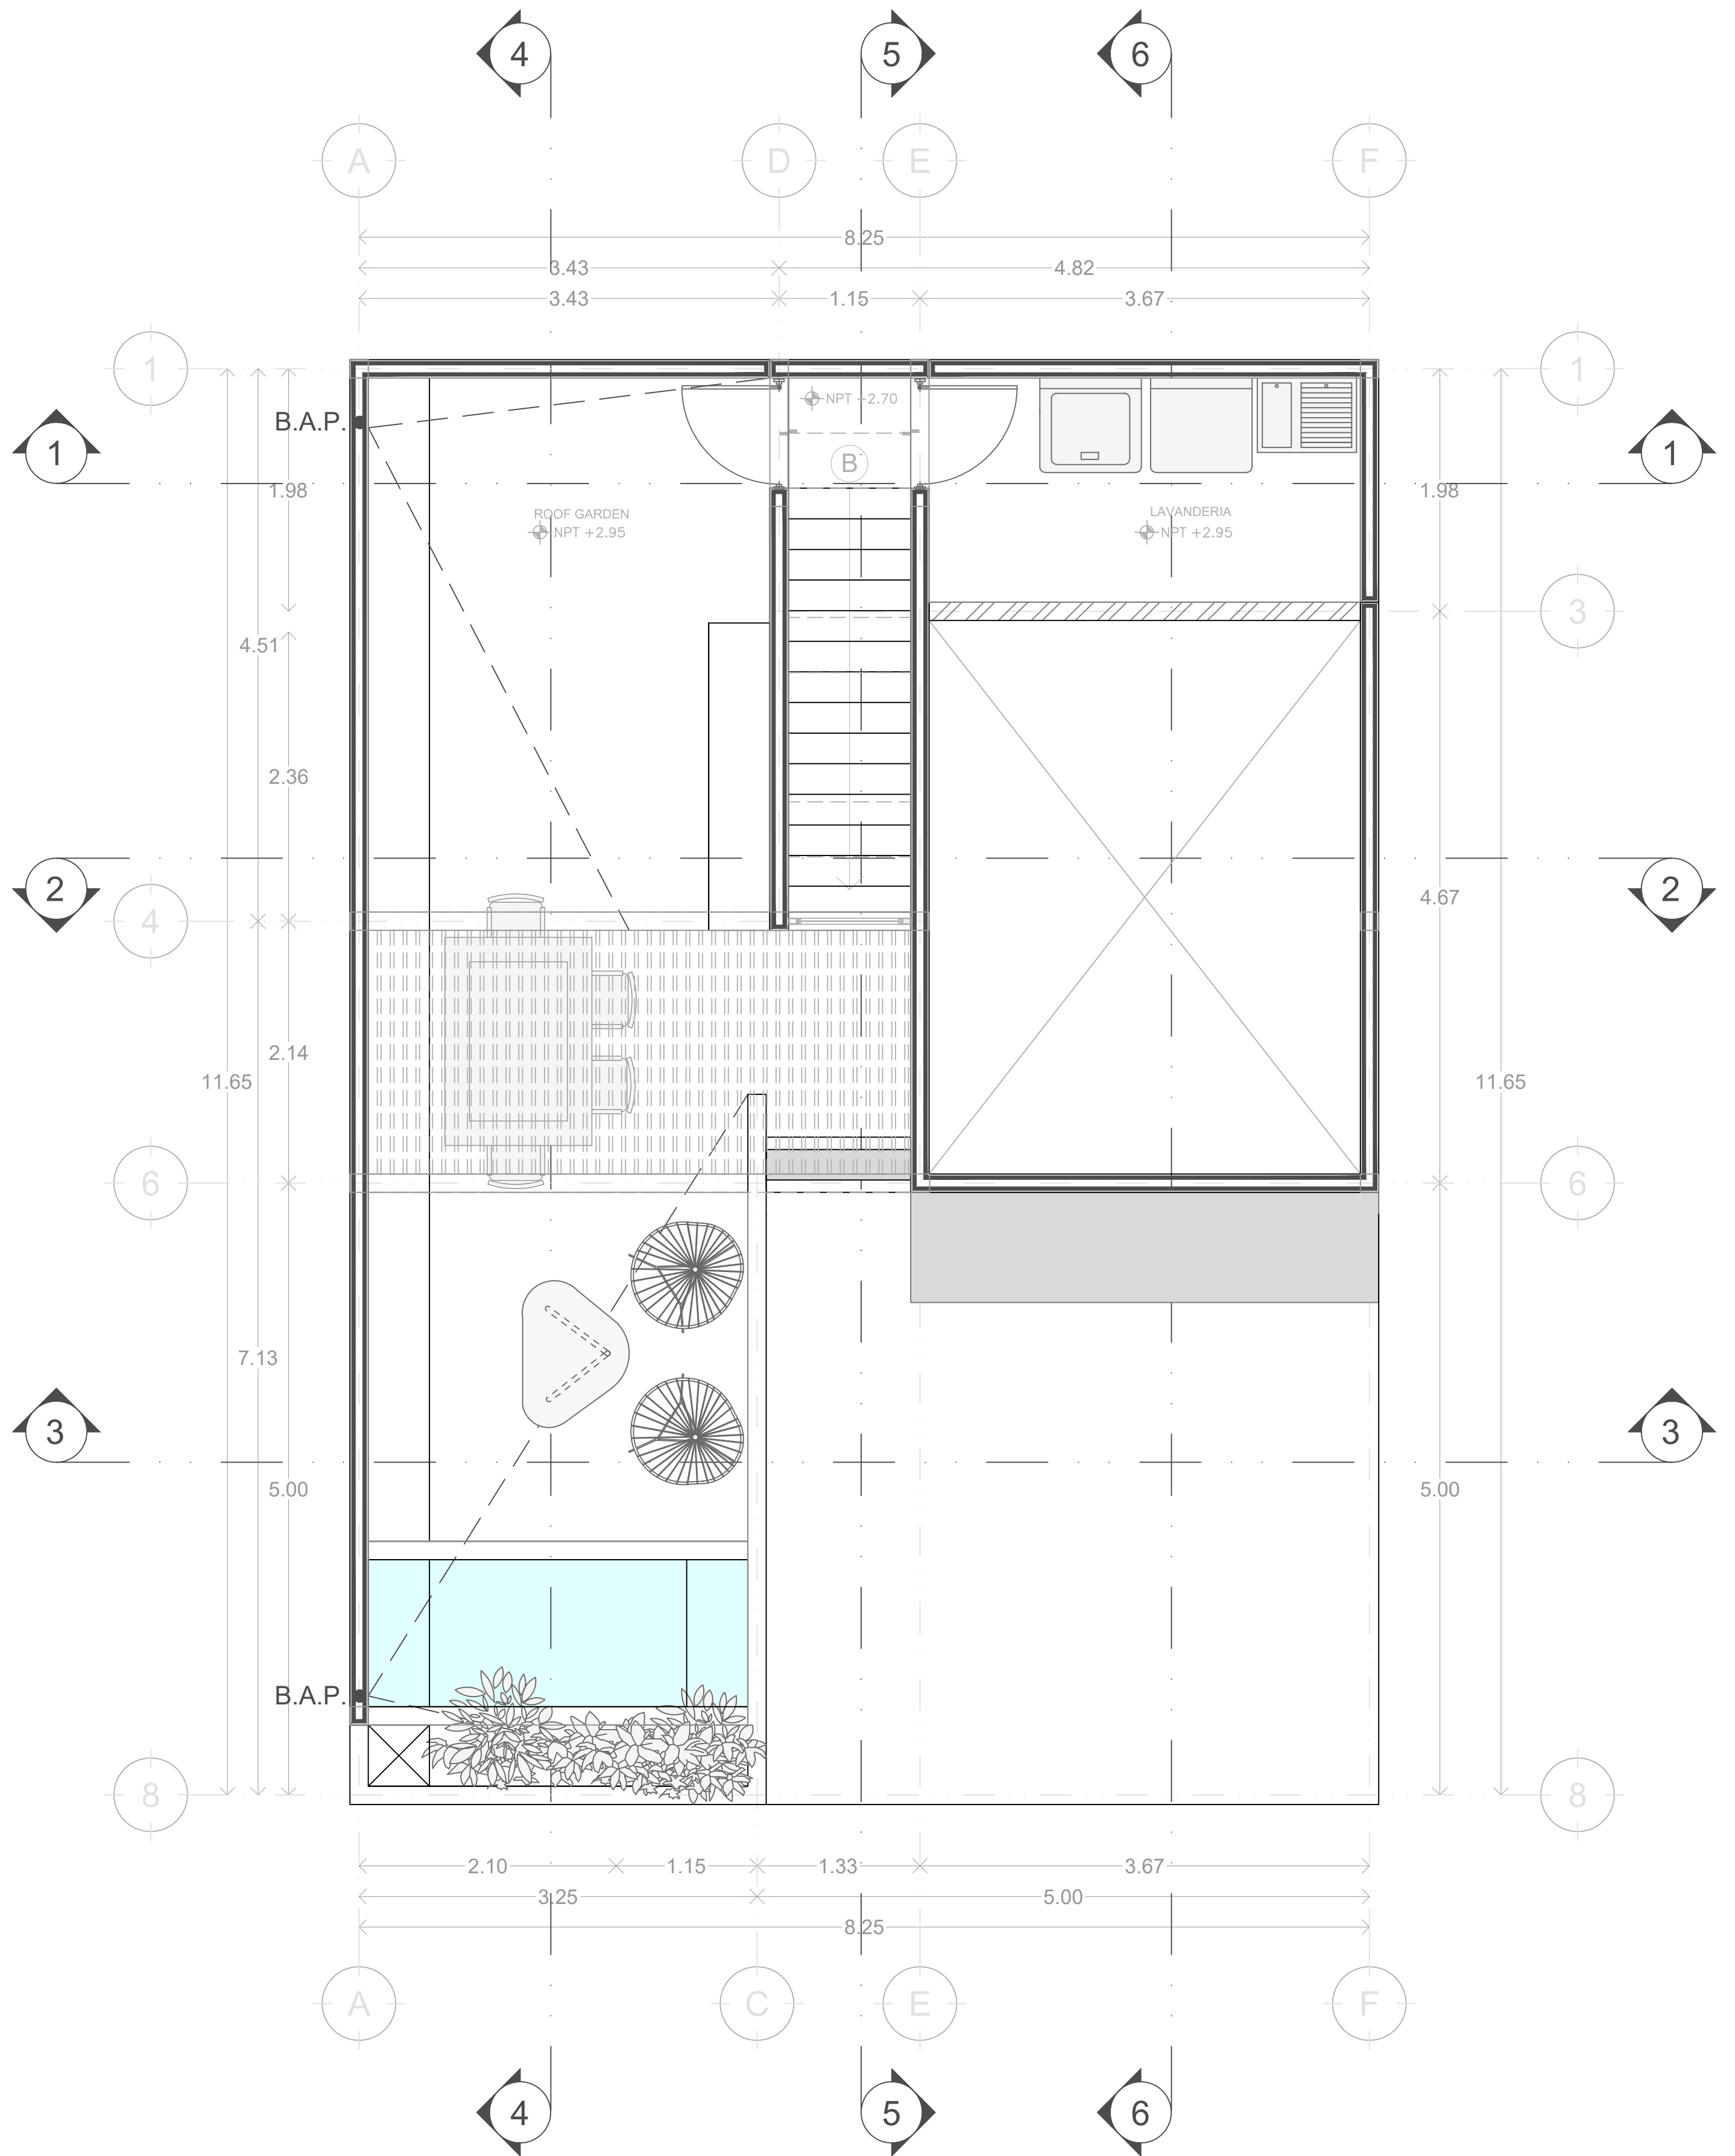 4 5 6
A D E F
8.25
3.43 4.82
3.43 1.15 3.67
1 1
B.A.P. NPT +2.70
1 1
B
1.98 1.98
ROOF GARDEN LAVANDERIA
NPT +2.95 NPT +2.95
3
4.51
2.36
2 2
4 4.67
2.14
11.65 11.65
6 6
7.13
3 3
5.00 5.00
B.A.P.
8 8
2.10 1.15 1.33 3.67
3.25 5.00
8.25
A C E F
4 5 6